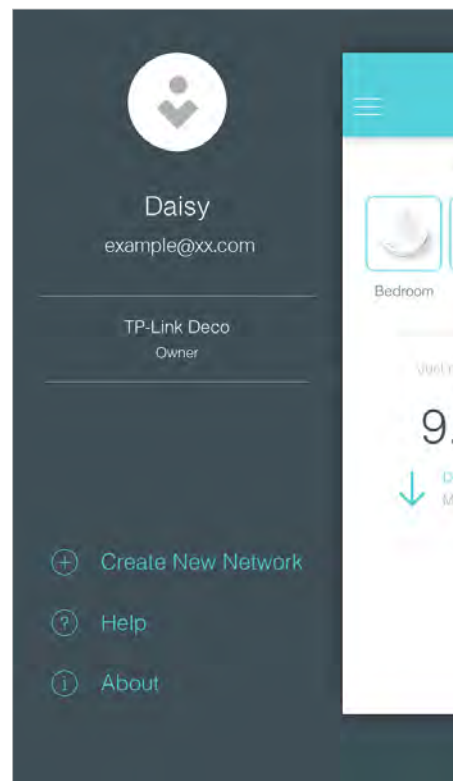 Daisy
example@xx.com
TP-Link Deco
Owner
Create New Network
Help
About
Bedroom
9.